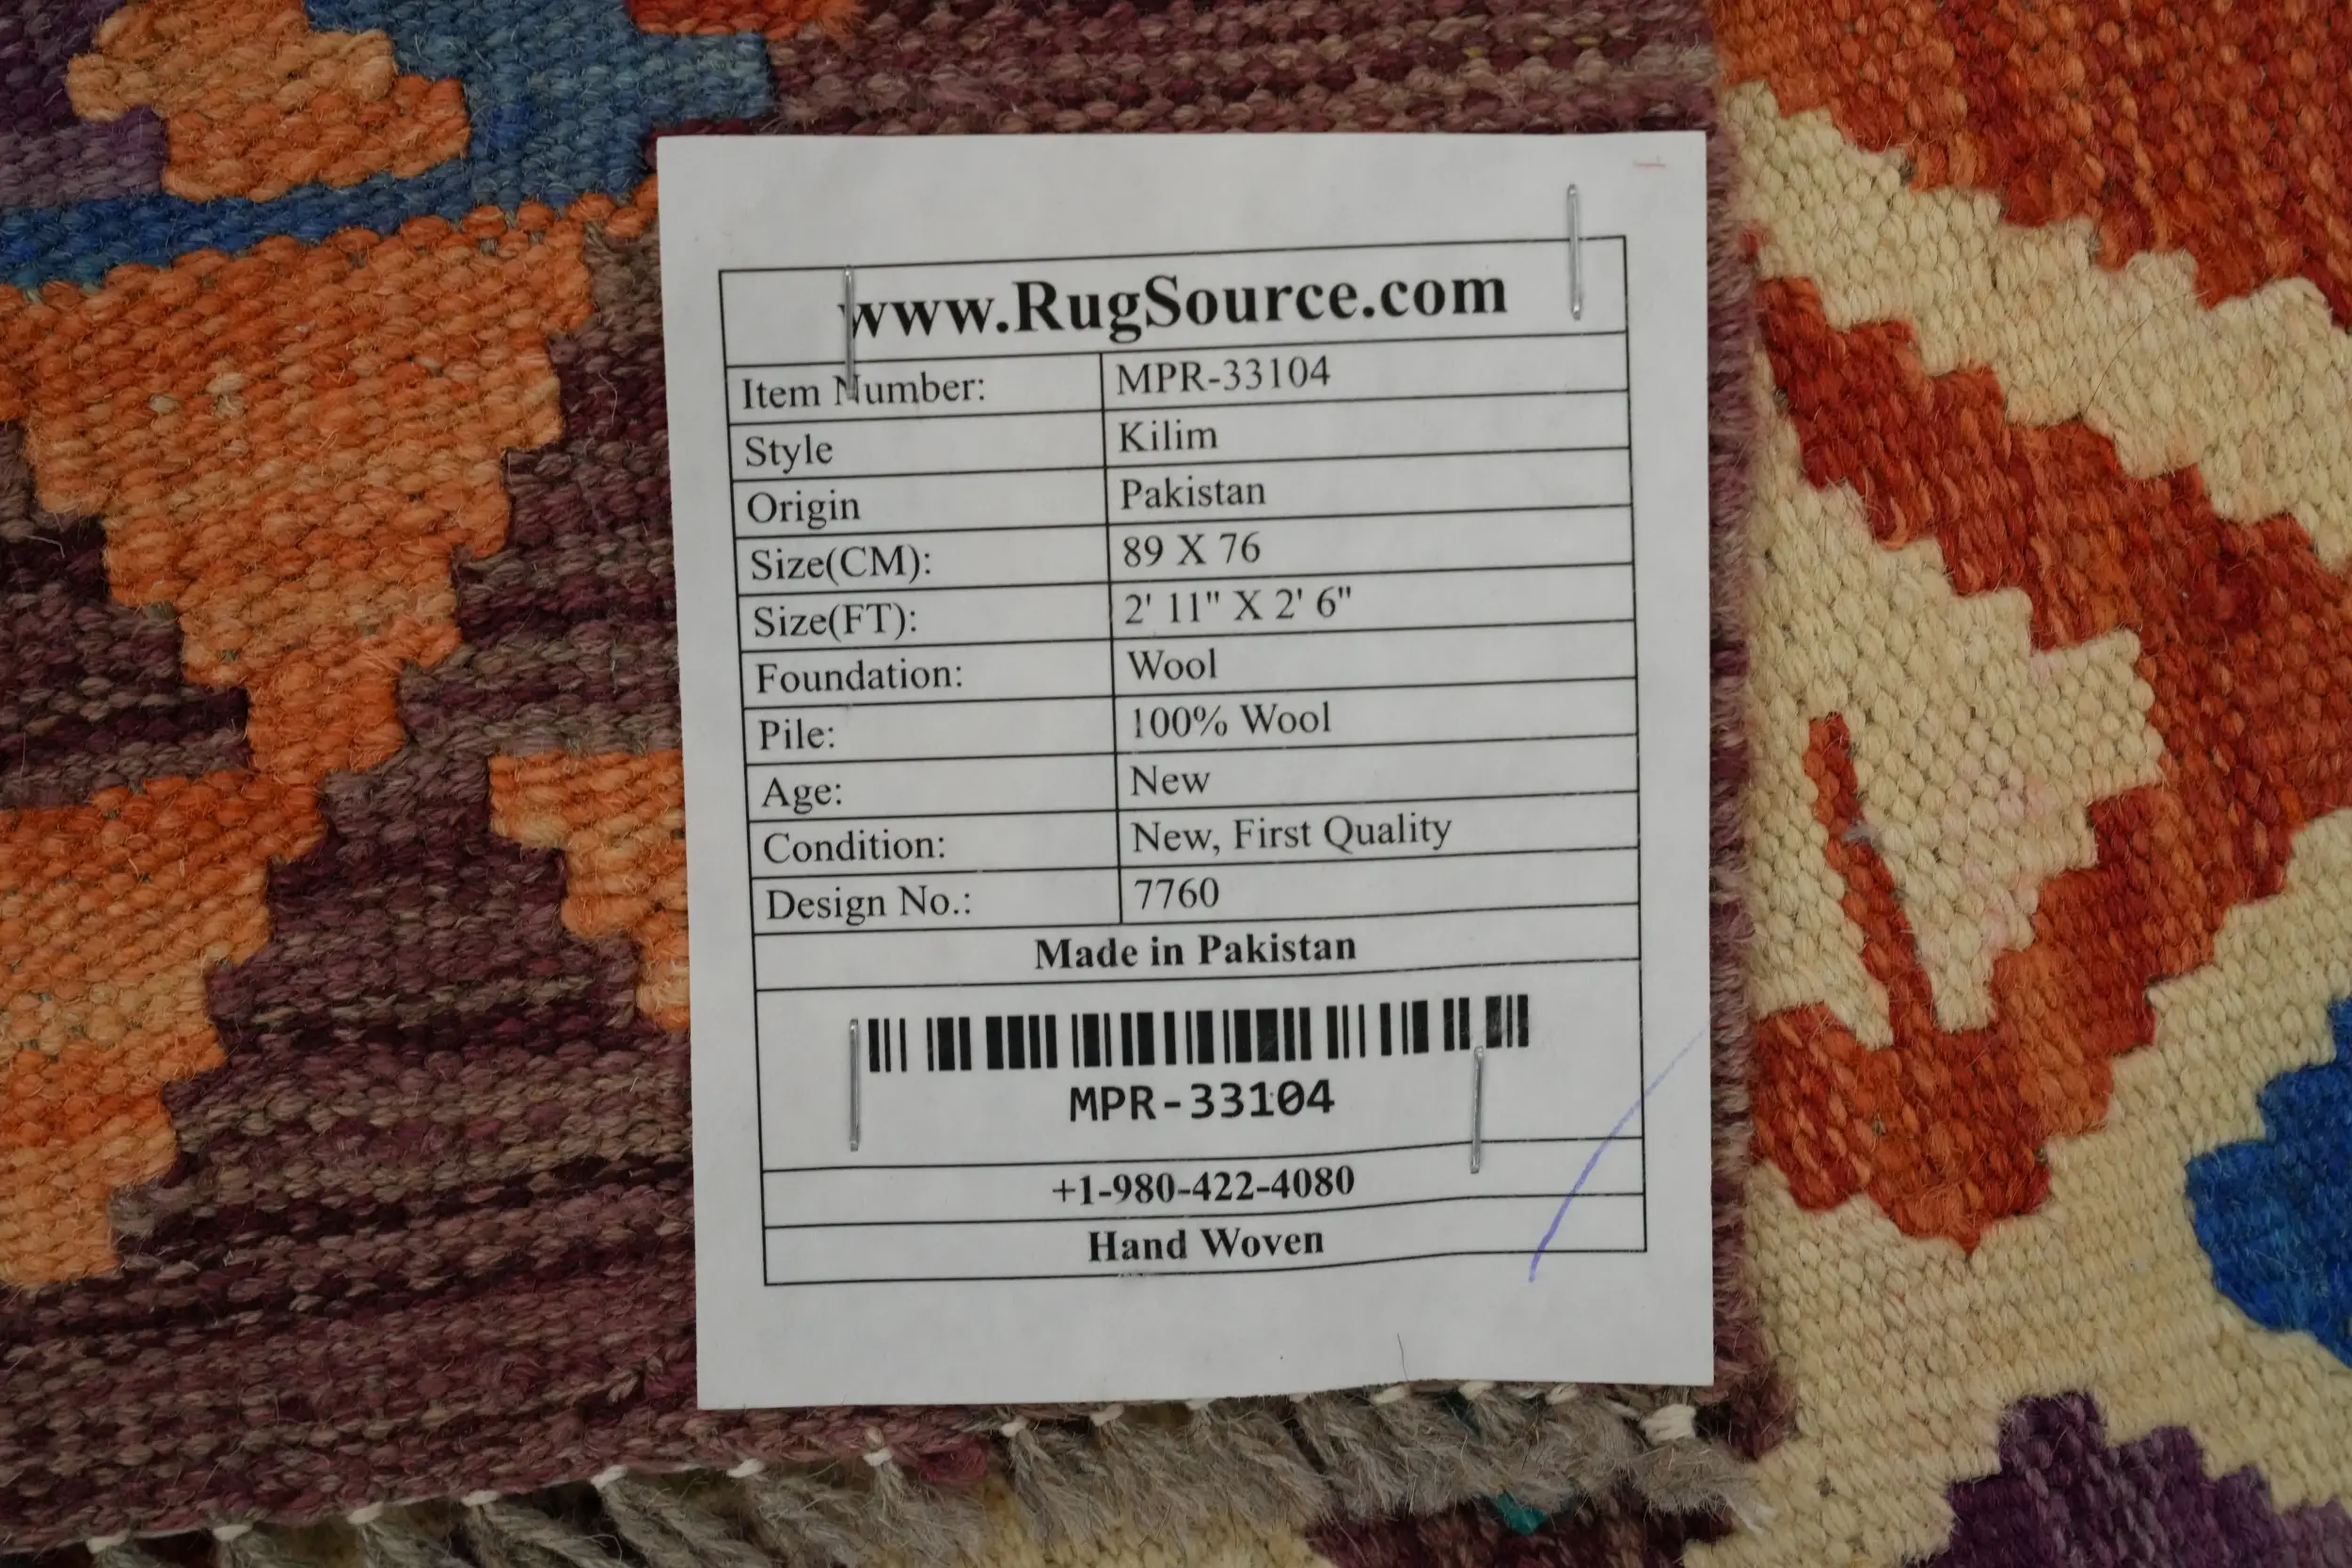 www.RugSource.com
Item Number: MPR-33104
Style Kilim
Origin Pakistan
Size(CM): 89 X 76
Size(FT): 2' 11" X 2' 6"
Foundation: Wool
Pile: 100% Wool
Age: New
Condition: New, First Quality
Design No.: 7760
Made in Pakistan
MPR-33104
+1-980-422-4080
Hand Woven